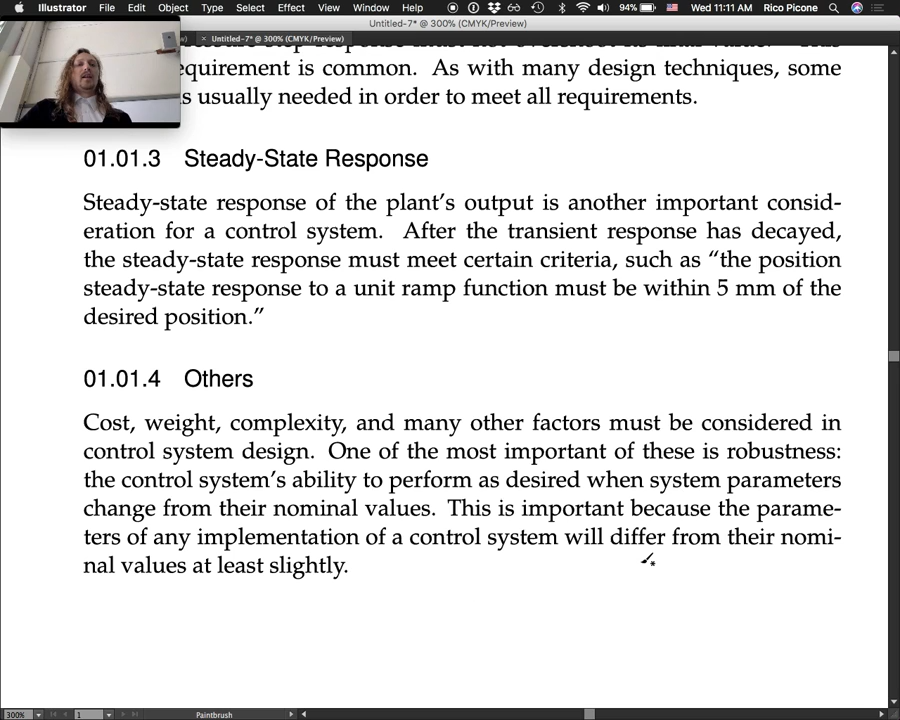 Illustrator File Edit Object Type Select Effect View Window Help 94% Wed 11:11 AM Rico Picone
Untitled-7* @ 300% (CMYK/Preview)
× Untitled-7* @ 300% (CMYK/Preview)
equirement is common. As with many design techniques, some
s usually needed in order to meet all requirements.
01.01.3 Steady-State Response
Steady-state response of the plant's output is another important consid-
eration for a control system. After the transient response has decayed,
the steady-state response must meet certain criteria, such as “the position
steady-state response to a unit ramp function must be within 5 mm of the
desired position.”
01.01.4 Others
Cost, weight, complexity, and many other factors must be considered in
control system design. One of the most important of these is robustness:
the control system's ability to perform as desired when system parameters
change from their nominal values. This is important because the parame-
ters of any implementation of a control system will differ from their nomi-
nal values at least slightly.
300% 1 Paintbrush